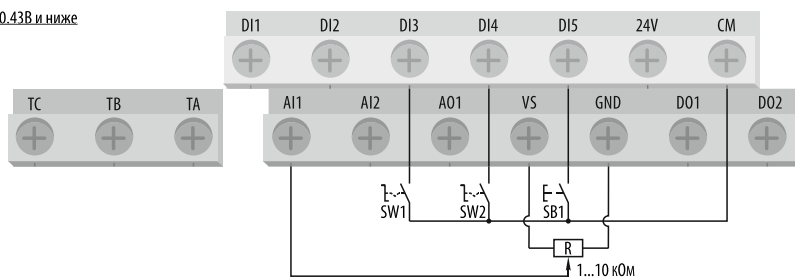 0.43В и ниже
DI1 DI2 DI3 DI4 DI5 24V CM
TC TB TA
AI1 AI2 AO1 VS GND DO1 DO2
SW1 SW2 SB1
R
1...10 кОм